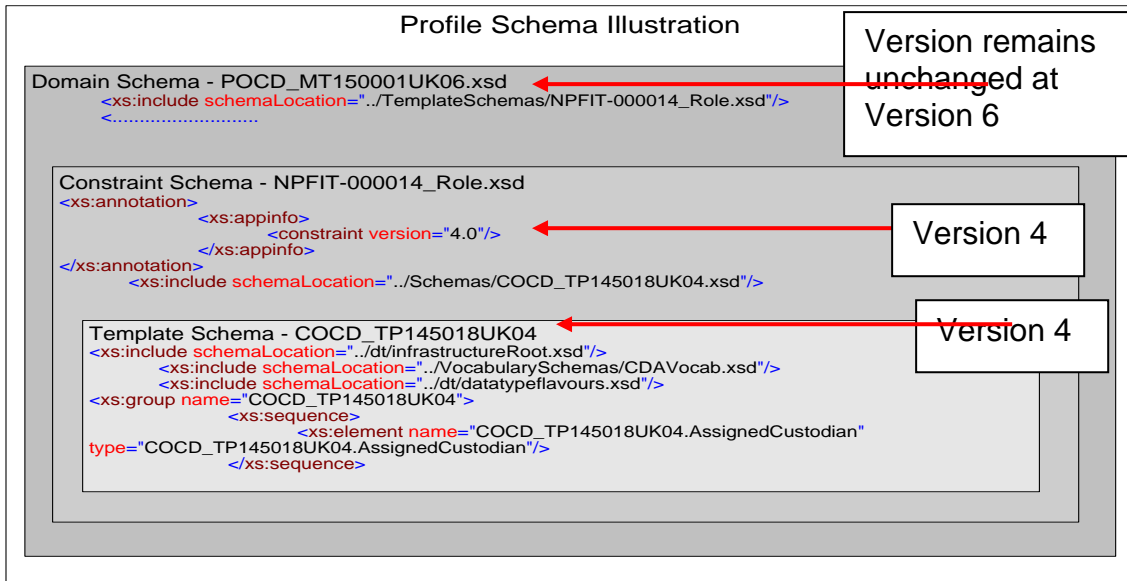 Profile Schema Illustration
Version remains
unchanged at
Version 6
Domain Schema - POCD_MT150001UK06.xsd
<xs:include schemaLocation="../TemplateSchemas/NPFIT-000014_Role.xsd"/>
<...........................
Constraint Schema - NPFIT-000014_Role.xsd
<xs:annotation>
<xs:appinfo>
<constraint version="4.0"/>
</xs:appinfo>
</xs:annotation>
<xs:include schemaLocation="../Schemas/COCD_TP145018UK04.xsd"/>
Version 4
Template Schema - COCD_TP145018UK04
<xs:include schemaLocation="../dt/infrastructureRoot.xsd"/>
<xs:include schemaLocation="../VocabularySchemas/CDAVocab.xsd"/>
<xs:include schemaLocation="../dt/datatypeflavours.xsd"/>
<xs:group name="COCD_TP145018UK04">
<xs:sequence>
<xs:element name="COCD_TP145018UK04.AssignedCustodian"
type="COCD_TP145018UK04.AssignedCustodian"/>
</xs:sequence>
Version 4